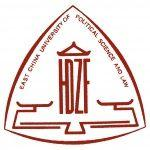 EAST CHINA UNIVERSITY OF
POLITICAL SCIENCE AND LAW
HDZF